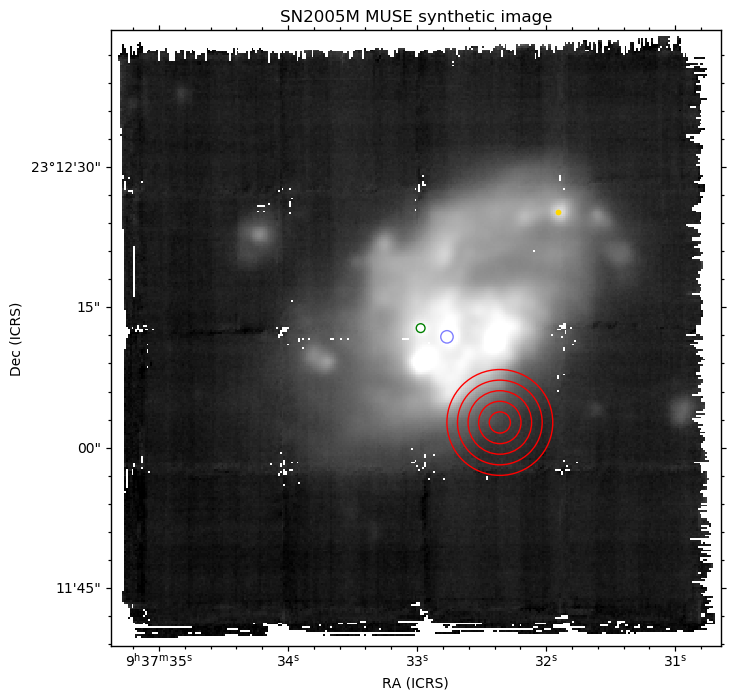 SN2005M MUSE synthetic image
Dec (ICRS)
23°12'30"
15"
00"
11'45"
9ʰ37ᵐ35ˢ 34ˢ 33ˢ 32ˢ 31ˢ
RA (ICRS)